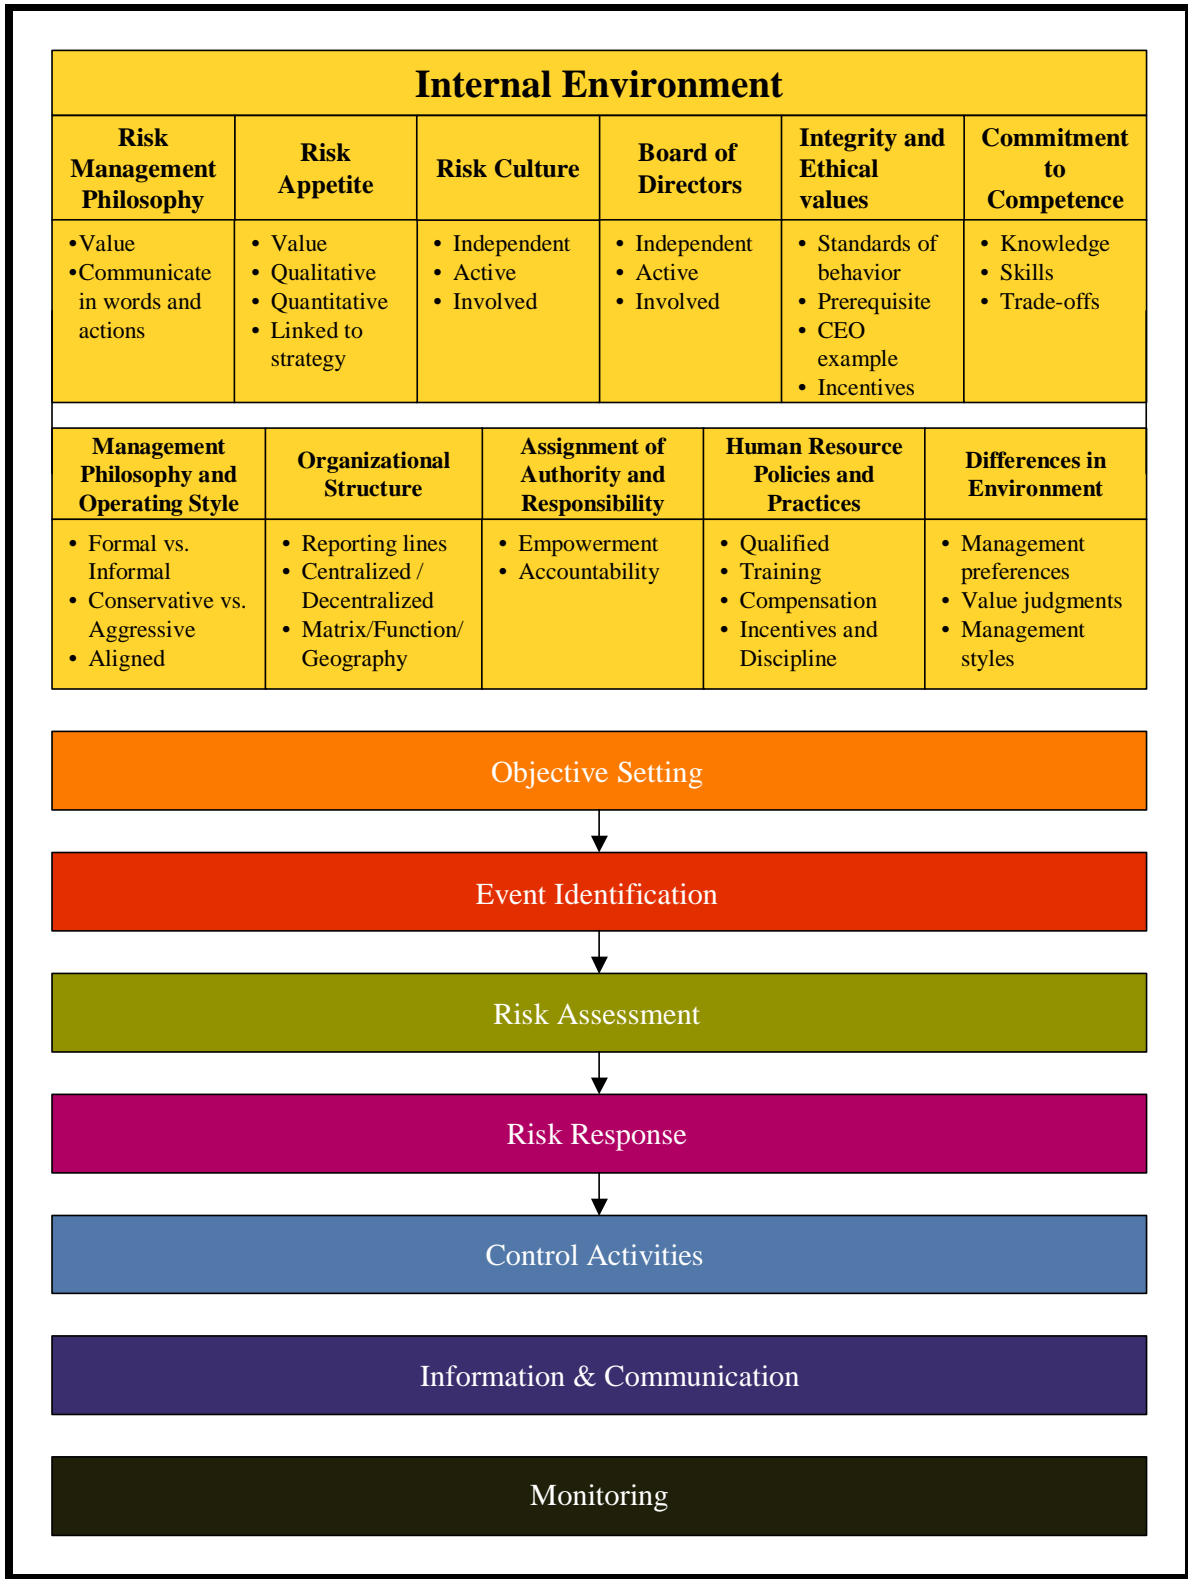 Internal Environment
Risk
Management
Philosophy
Risk
Appetite
Risk Culture
Board of
Directors
Integrity and
Ethical
values
Commitment
to
Competence
•Value
•Communicate
in words and
actions
• Value
• Qualitative
• Quantitative
• Linked to
strategy
• Independent
• Active
• Involved
• Independent
• Active
• Involved
• Standards of
behavior
• Prerequisite
• CEO
example
• Incentives
• Knowledge
• Skills
• Trade-offs
Management
Philosophy and
Operating Style
Organizational
Structure
Assignment of
Authority and
Responsibility
Human Resource
Policies and
Practices
Differences in
Environment
• Formal vs.
Informal
• Conservative vs.
Aggressive
• Aligned
• Reporting lines
• Centralized /
Decentralized
• Matrix/Function/
Geography
• Empowerment
• Accountability
• Qualified
• Training
• Compensation
• Incentives and
Discipline
• Management
preferences
• Value judgments
• Management
styles
Objective Setting
Event Identification
Risk Assessment
Risk Response
Control Activities
Information & Communication
Monitoring